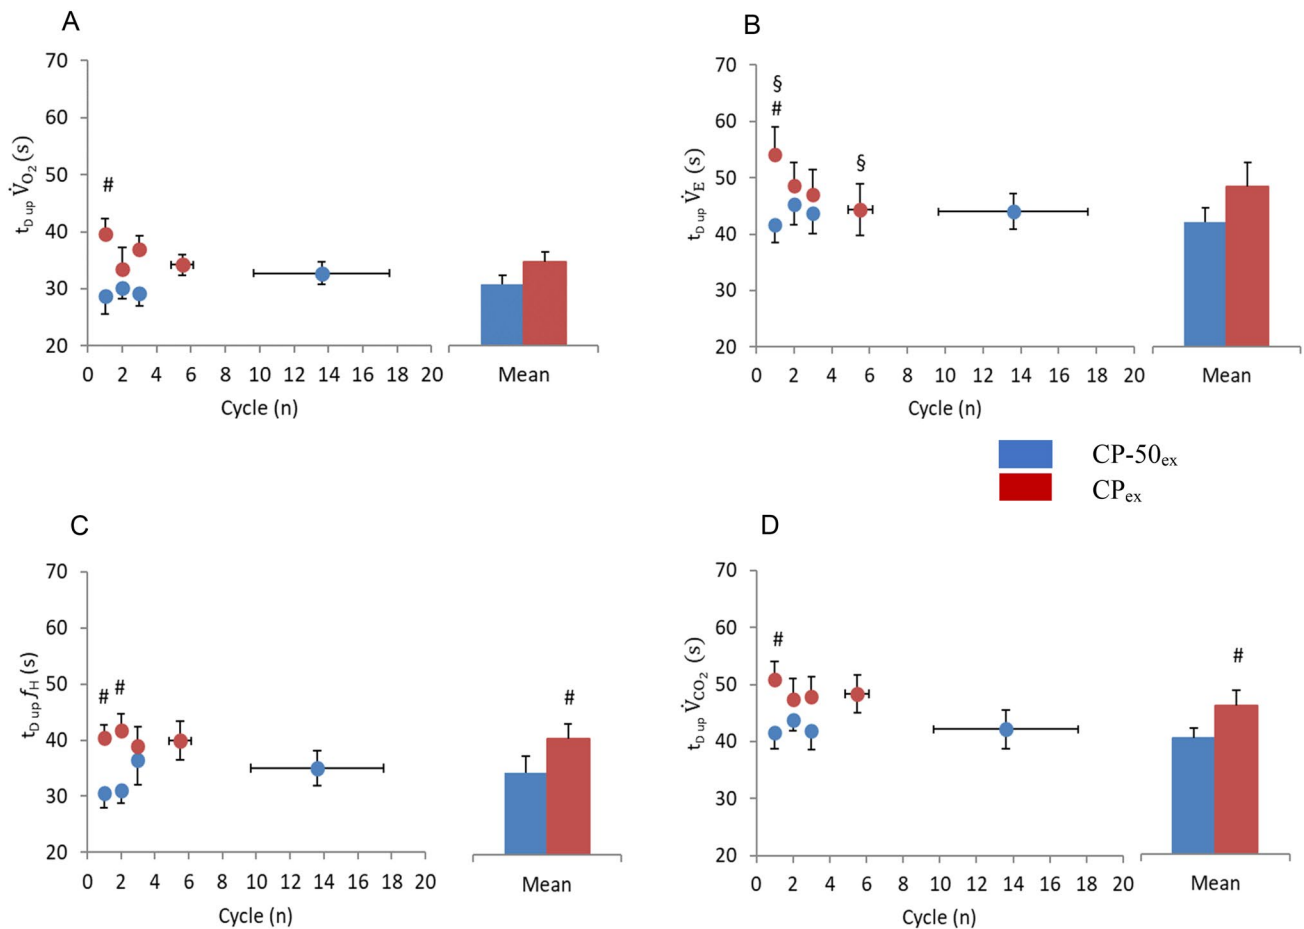 A
70
60
50
40
30
20
t_D up V̇_O₂ (s)
#
0 2 4 6 8 10 12 14 16 18 20
Mean
Cycle (n)
B
70
60
50
40
30
20
t_D up V̇_E (s)
§
#
§
0 2 4 6 8 10 12 14 16 18 20
Mean
Cycle (n)
CP-50ex
CPex
C
70
60
50
40
30
20
t_D up f_H (s)
# #
#
0 2 4 6 8 10 12 14 16 18 20
Mean
Cycle (n)
D
70
60
50
40
30
20
t_D up V̇_CO₂ (s)
#
#
0 2 4 6 8 10 12 14 16 18 20
Mean
Cycle (n)